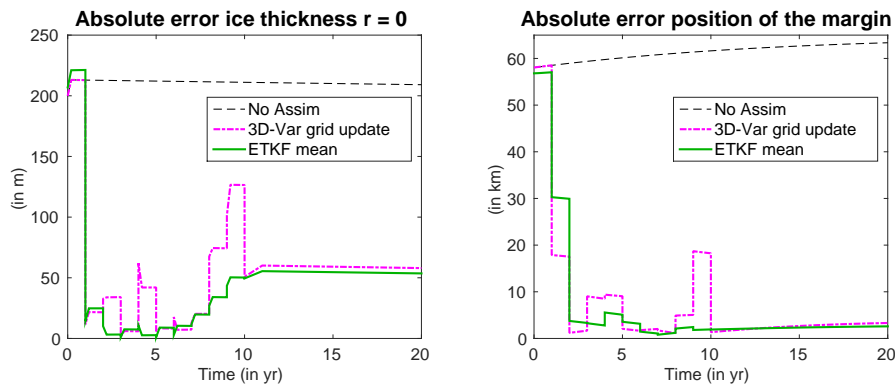 Absolute error ice thickness r = 0
250
200
150
100
50
0
(in m)
0 5 10 15 20
Time (in yr)
No Assim
3D-Var grid update
ETKF mean
Absolute error position of the margin
60
50
40
30
20
10
0
(in km)
0 5 10 15 20
Time (in yr)
No Assim
3D-Var grid update
ETKF mean